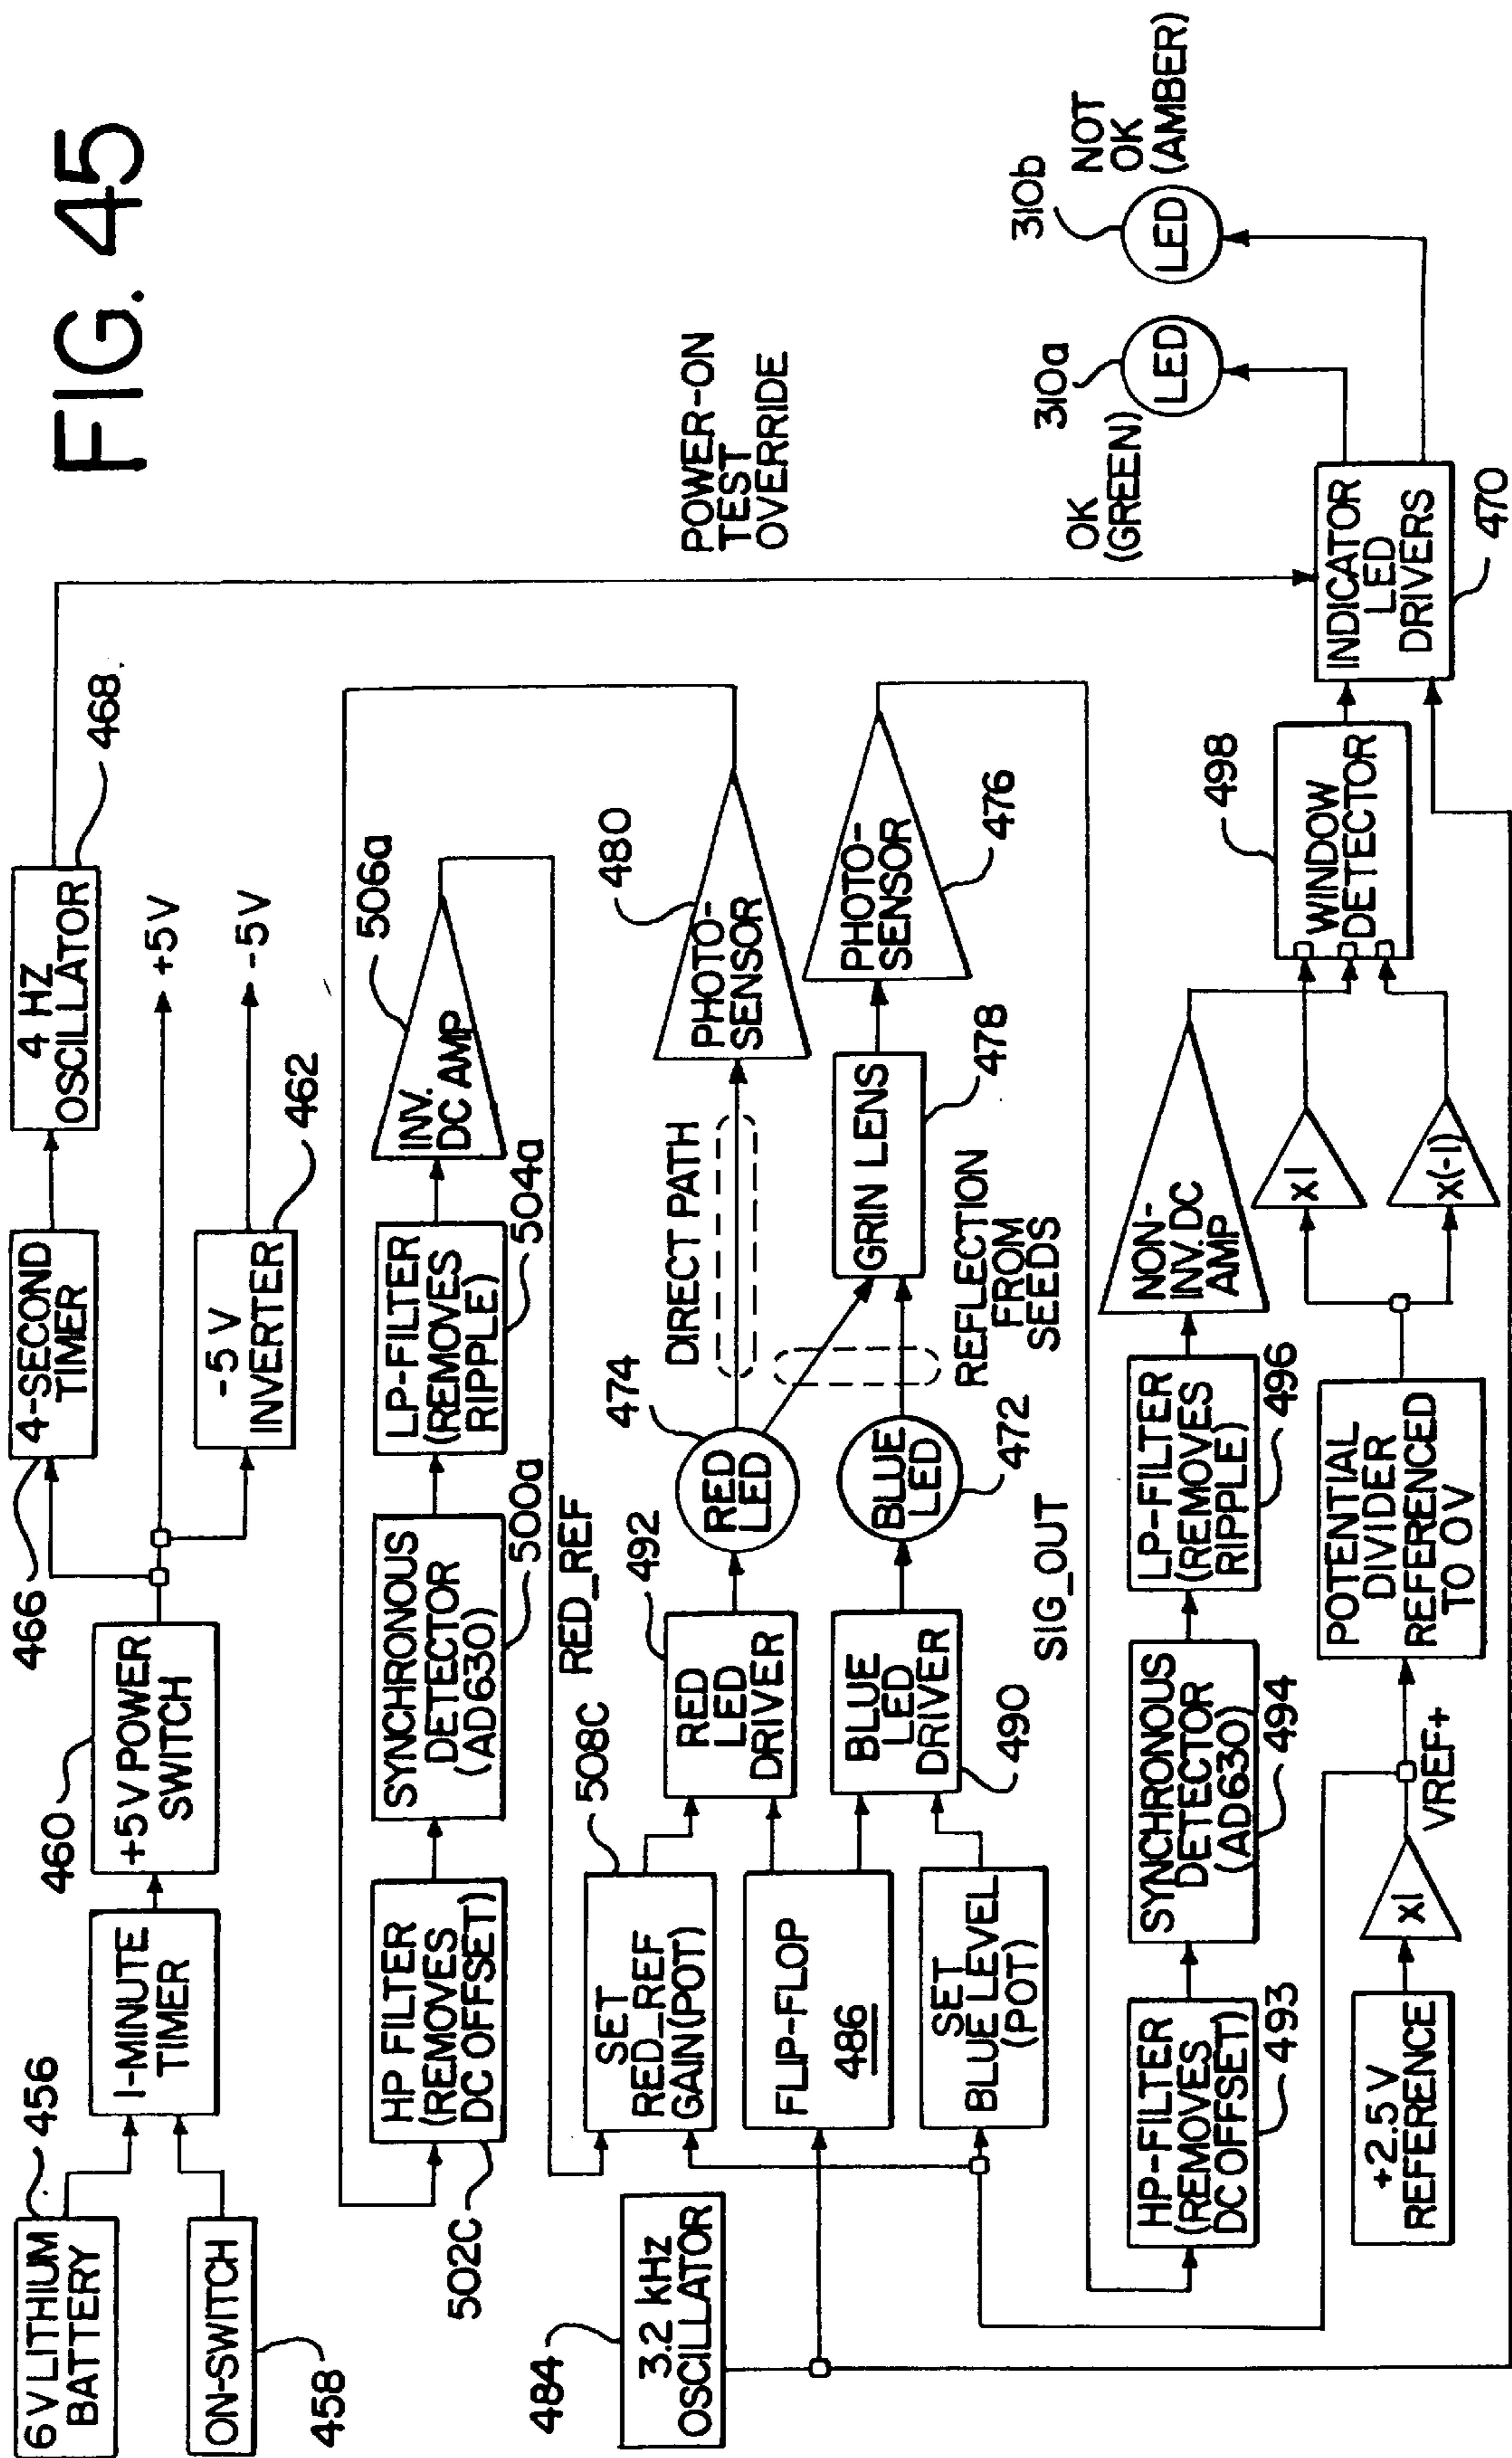 FIG. 45
6 V LITHIUM
BATTERY
456
ON-SWITCH
458
1-MINUTE
TIMER
460
+5V POWER
SWITCH
466
4-SECOND
TIMER
4 HZ
OSCILLATOR
468
+5V
-5V
-5 V
INVERTER
462
HP FILTER
(REMOVES
DC OFFSET)
502C
SYNCHRONOUS
DETECTOR
(AD630)
500a
LP-FILTER
(REMOVES
RIPPLE)
504a
INV.
DC AMP
506a
RED_REF
POWER-ON
TEST
OVERRIDE
484
3.2 kHz
OSCILLATOR
SET
RED_REF
GAIN(POT)
508C
FLIP-FLOP
486
SET
BLUE LEVEL
(POT)
RED
LED
DRIVER
492
BLUE
LED
DRIVER
490
RED
LED
474
BLUE
LED
472
DIRECT PATH
REFLECTION
FROM
SEEDS
PHOTO-
SENSOR
480
GRIN LENS
478
PHOTO-
SENSOR
476
SIG_OUT
HP-FILTER
(REMOVES
DC OFFSET)
493
SYNCHRONOUS
DETECTOR
(AD630)
494
LP-FILTER
(REMOVES
RIPPLE)
496
NON-
INV. DC
AMP
+2.5 V
REFERENCE
X1
VREF+
POTENTIAL
DIVIDER
REFERENCED
TO 0 V
X1
X(-1)
WINDOW
DETECTOR
498
INDICATOR
LED
DRIVERS
470
OK
(GREEN)
310a
LED
310b
LED
NOT
OK
(AMBER)